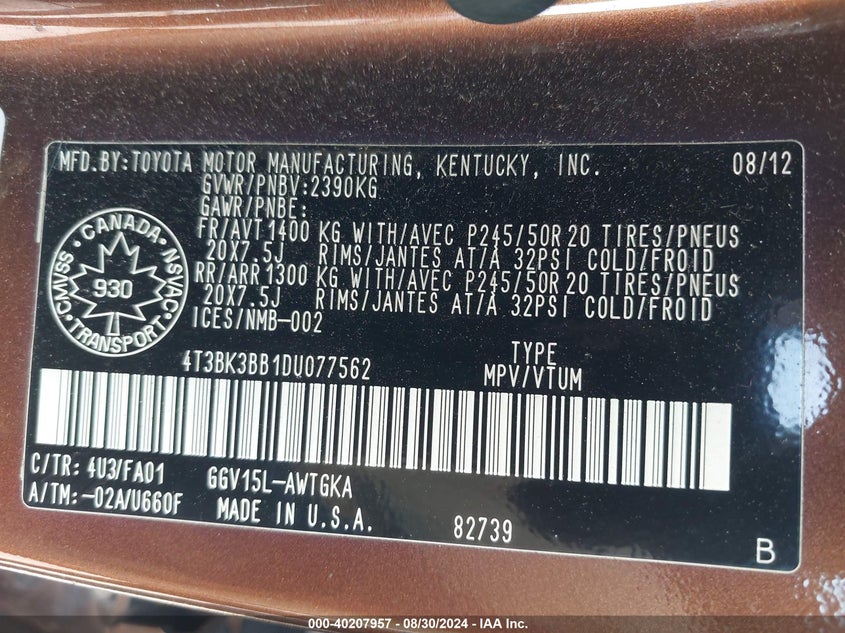 MFD.BY:TOYOTA MOTOR MANUFACTURING, KENTUCKY, INC. 08/12
GVWR/PNBV:2390KG
GAWR/PNBE:
FR/AVT 1400 KG WITH/AVEC P245/50R20 TIRES/PNEUS
20X7.5J RIMS/JANTES AT/À 32PSI COLD/FROID
RR/ARR 1300 KG WITH/AVEC P245/50R20 TIRES/PNEUS
20X7.5J RIMS/JANTES AT/À 32PSI COLD/FROID
ICES/NMB-002
CANADA
CMVSS 930 NSVAC
TRANSPORT
4T3BK3BB1DU077562
TYPE
MPV/VTUM
C/TR: 4U3/FA01 GGV15L-AWTGKA
A/TM:-02A/U660F MADE IN U.S.A. 82739
B
000-40207957 - 08/30/2024 - IAA Inc.